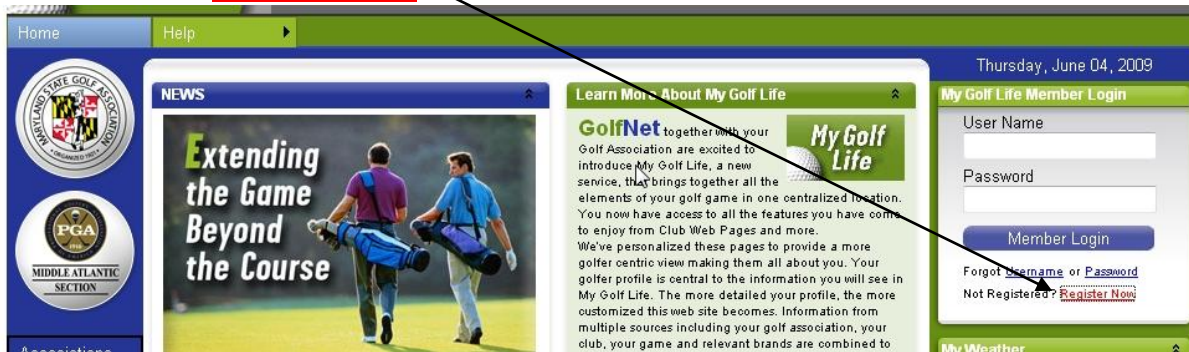 Home
Help
Thursday, June 04, 2009
MARYLAND STATE GOLF ASSOCIATION
ORGANIZED 1921
NEWS
Extending
the Game
Beyond
the Course
Learn More About My Golf Life
My Golf
Life
GolfNet together with your
Golf Association are excited to
introduce My Golf Life, a new
service, that brings together all the
elements of your golf game in one centralized location.
You now have access to all the features you have come
to enjoy from Club Web Pages and more.
We've personalized these pages to provide a more
golfer centric view making them all about you. Your
golfer profile is central to the information you will see in
My Golf Life. The more detailed your profile, the more
customized this web site becomes. Information from
multiple sources including your golf association, your
club, your game and relevant brands are combined to
My Golf Life Member Login
User Name
Password
Member Login
Forgot Username or Password
Not Registered? Register Now
PGA
1916
MIDDLE ATLANTIC
SECTION
Associations
My Weather